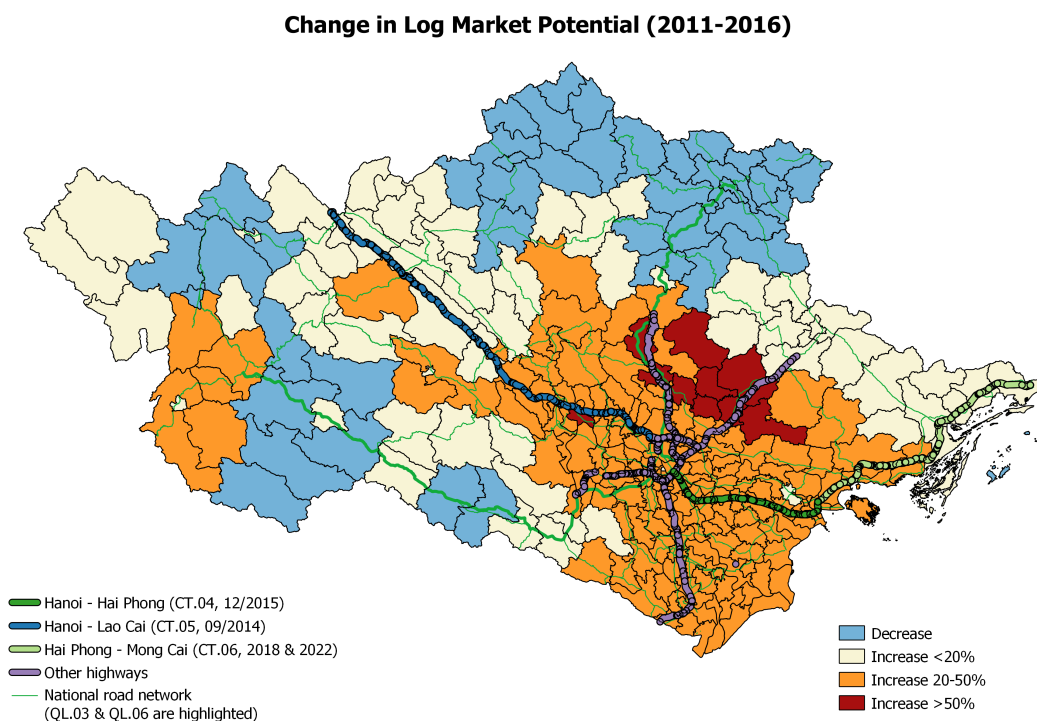 Change in Log Market Potential (2011-2016)
Hanoi - Hai Phong (CT.04, 12/2015)
Hanoi - Lao Cai (CT.05, 09/2014)
Hai Phong - Mong Cai (CT.06, 2018 & 2022)
Other highways
National road network
(QL.03 & QL.06 are highlighted)
Decrease
Increase <20%
Increase 20-50%
Increase >50%